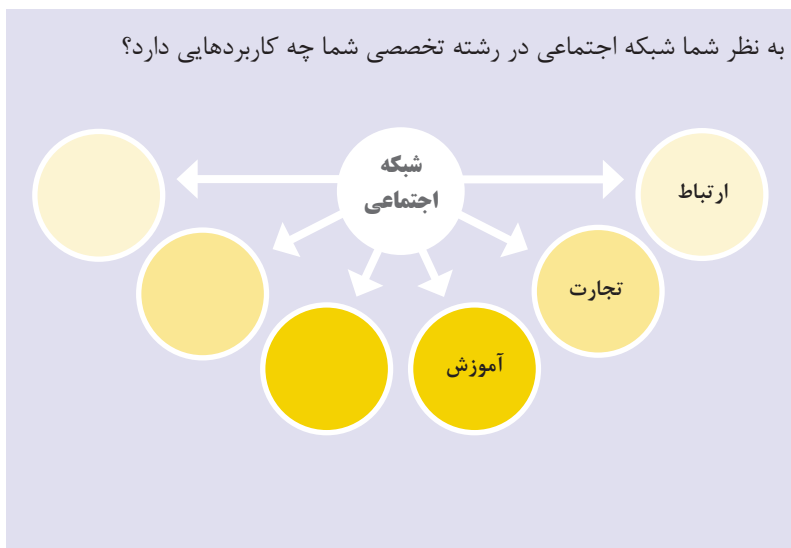 به نظر شما شبکه اجتماعی در رشته تخصصی شما چه کاربردهایی دارد؟
شبکه
اجتماعی
ارتباط
تجارت
آموزش